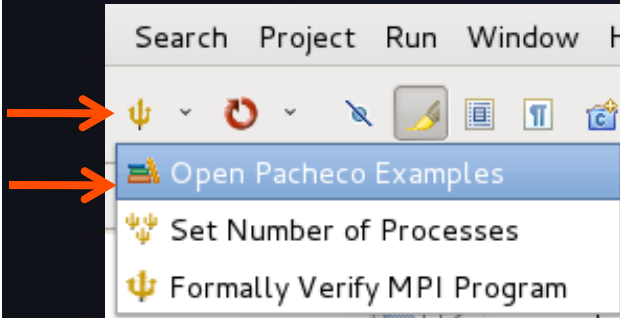 Search Project Run Window H
Open Pacheco Examples
Set Number of Processes
Formally Verify MPI Program